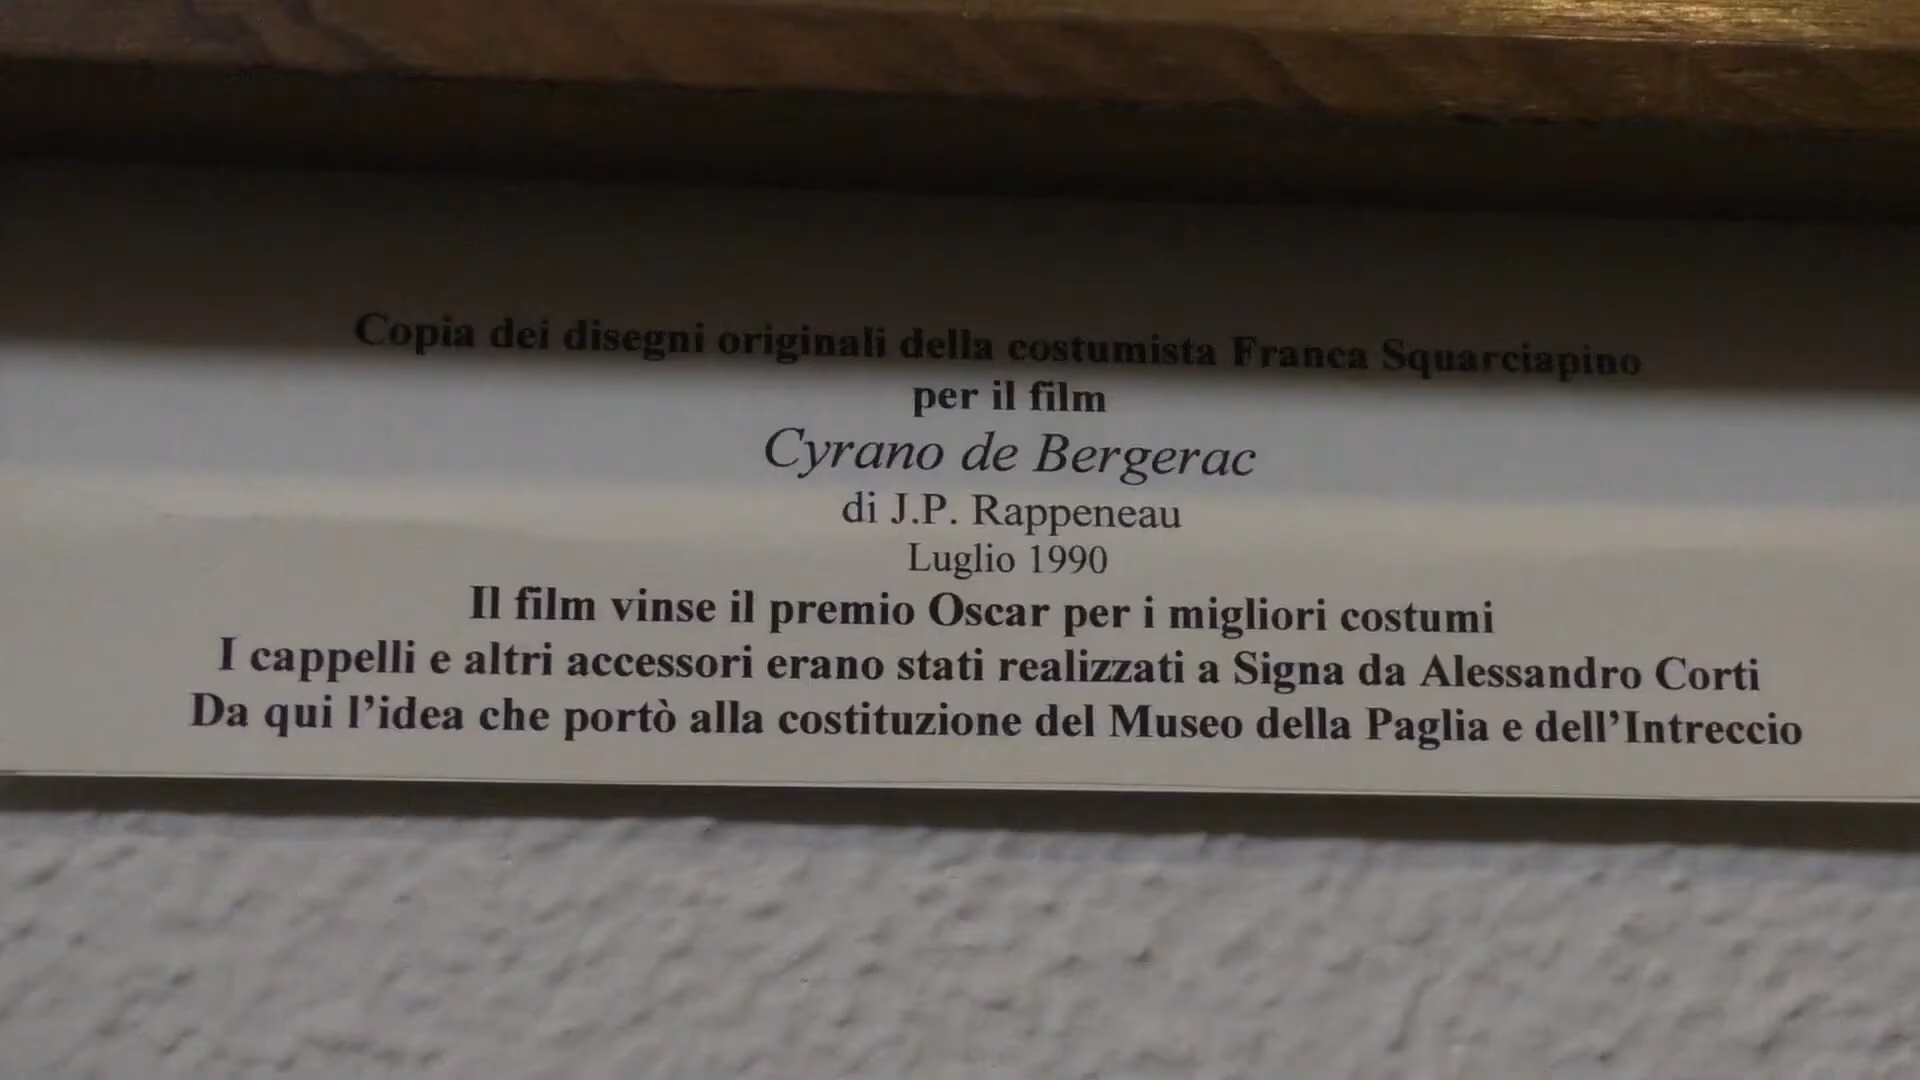 Copia dei disegni originali della costumista Franca Squarciapino
per il film
Cyrano de Bergerac
di J.P. Rappeneau
Luglio 1990
Il film vinse il premio Oscar per i migliori costumi
I cappelli e altri accessori erano stati realizzati a Signa da Alessandro Corti
Da qui l'idea che portò alla costituzione del Museo della Paglia e dell'Intreccio